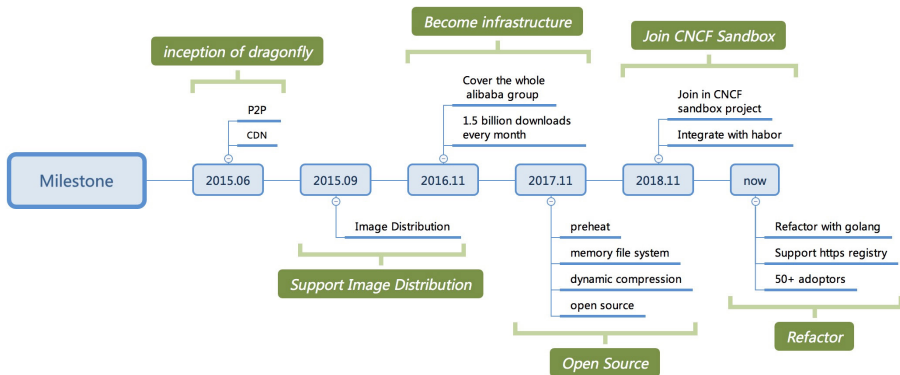 Become infrastructure
Join CNCF Sandbox
inception of dragonfly
Cover the whole
alibaba group
1.5 billion downloads
every month
Join in CNCF
sandbox project
Integrate with habor
P2P
CDN
Milestone
2015.06
2015.09
2016.11
2017.11
2018.11
now
Image Distribution
Support Image Distribution
preheat
memory file system
dynamic compression
open source
Open Source
Refactor with golang
Support https registry
50+ adoptors
Refactor